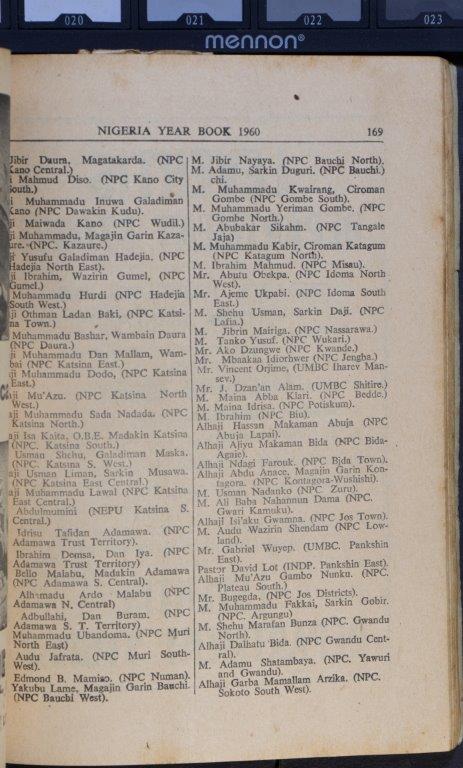 020 021 022 023
mennon®
NIGERIA YEAR BOOK 1960 169
Jibir Daura, Magatakarda. (NPC
Kano Central.)
i Mahmud Diso. (NPC Kano City
South.)
i Muhammadu Inuwa Galadiman
Kano (NPC Dawakin Kudu).
ji Maiwada Kano (NPC Wudil.)
ji Muhammadu, Magajin Garin Kaza-
ure. (NPC. Kazaure.)
ji Yusufu Galadiman Hadejia. (NPC
Hadejia North East).
ji Ibrahim, Wazirin Gumel, (NPC
Gumel.)
Muhammadu Hurdi (NPC Hadejia
South West.)
ji Othman Ladan Baki, (NPC Katsi-
na Town.)
Muhammadu Bashar, Wambain Daura
(NPC Daura.)
ji Muhammadu Dan Mallam, Wam-
bai (NPC Katsina East.)
ji Muhammadu Dodo, (NPC Katsina
East.)
ji Mu'Azu. (NPC Katsina North
West.)
aji Muhammadu Sada Nadada. (NPC
Katsina North.)
aji Isa Kaita, O.B.E. Madakin Katsina
(NPC. Katsina South.)
Usman Shehu, Galadiman Maska.
(NPC. Katsina S. West.)
aji Usman Liman, Sarkin Musawa.
(NPC Katsina East Central.)
aji Muhammadu Lawal (NPC Katsina
East Central.)
Abdulmumini (NEPU Katsina S.
Central.)
Idrisu Tafidan Adamawa. (NPC
Adamawa Trust Territory).
Ibrahim Demsa, Dan Iya. (NPC
Adamawa Trust Territory)
Bello Malabu, Madakin Adamawa
(NPC Adamawa S. Central).
Alhamadu Ardo Malabu (NPC
Adamawa N. Central)
Adbullahi, Dan Buram. (NPC
Adamawa S. T. Territory)
Muhammadu Ubandoma. (NPC Muri
North East)
Audu Jafrata. (NPC Muri South-
West).
Edmond B. Mamiso. (NPC Numan).
Yakubu Lame, Magajin Garin Bauchi.
(NPC Bauchi West).
M. Jibir Nayaya. (NPC Bauchi North).
M. Adamu, Sarkin Duguri. (NPC Bauchi.)
chi.
M. Muhammadu Kwairang, Ciroman
Gombe (NPC Gombe South).
M. Muhammadu Yeriman Gombe. (NPC
Gombe North.)
M. Abubakar Sikahm. (NPC Tangale
Jaja)
M. Muhammadu Kabir, Ciroman Katagum
(NPC Katagum North).
M. Ibrahim Mahmud. (NPC Misau).
Mr. Abutu Obekpa. (NPC Idoma North
West).
Mr. Ajeme Ukpabi. (NPC Idoma South
East.)
M. Shehu Usman, Sarkin Daji. (NPC
Lafia.)
M. Jibrin Mairiga. (NPC Nassarawa.)
M. Tanko Yusuf. (NPC Wukari.)
Mr. Ako Dzungwe (NPC Kwande.)
Mr. Mbaakaa Idiorhwer (NPC Jengba.)
Mr. Vincent Orjime, (UMBC Iharev Man-
sev.)
Mr. J. Dzan'an Alam. (UMBC Shitire.)
M. Maina Abba Kiari. (NPC Bedde.)
M. Maina Idrisa. (NPC Potiskum).
M. Ibrahim (NPC Biu).
Alhaji Hassan Makaman Abuja (NPC
Abuja Lapai).
Alhaji Aliyu Makaman Bida (NPC Bida-
Agaie).
Alhaji Ndagi Farouk. (NPC Bida Town).
Alhaji Abdu Anace, Magajin Garin Kon-
tagora. (NPC Kontagora-Wushishi).
M. Usman Nadanko (NPC Zuru).
M. Ali Baba Nahannun Dama (NPC.
Gwari Kamuku).
Alhaji Isi'aku Gwamna. (NPC Jos Town).
M. Audu Wazirin Shendam (NPC Low-
land).
Mr. Gabriel Wuyep. (UMBC. Pankshin
East).
Pastor David Lot (INDP. Pankshin East).
Alhaji Mu'Azu Gambo Nunku. (NPC.
Plateau South.)
Mr. Bugegda. (NPC Jos Districts).
M. Muhammadu Fakkai, Sarkin Gobir.
(NPC. Argungu)
M. Shehu Marafan Bunza (NPC. Gwandu
North).
Alhaji Dalhatu Bida. (NPC Gwandu Cent-
ral).
M. Adamu Shatambaya. (NPC. Yawuri
and Gwandu).
Alhaji Garba Mamallam Arzika. (NPC.
Sokoto South West).